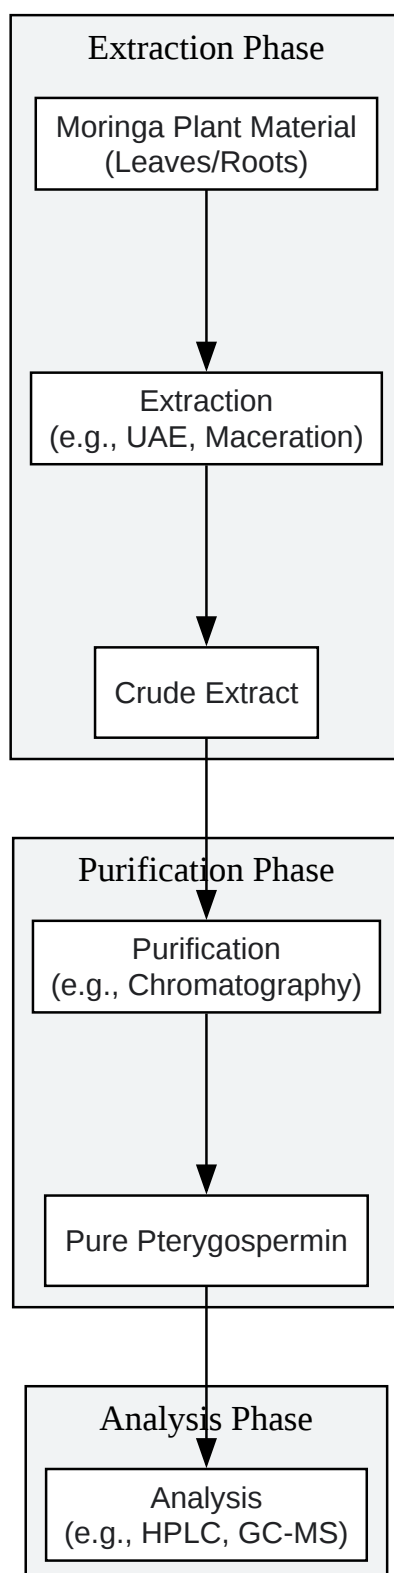 Extraction Phase
Moringa Plant Material
(Leaves/Roots)
Extraction
(e.g., UAE, Maceration)
Crude Extract
Purification Phase
Purification
(e.g., Chromatography)
Pure Pterygospermin
Analysis Phase
Analysis
(e.g., HPLC, GC-MS)